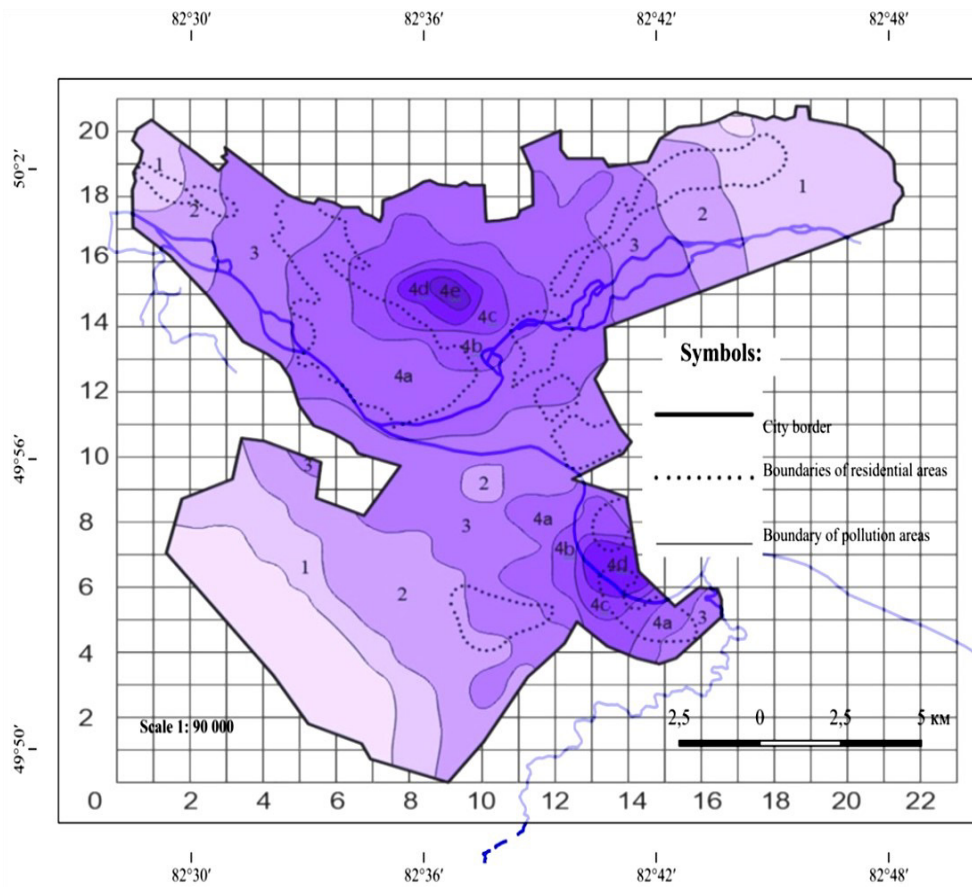 82°30′ 82°36′ 82°42′ 82°48′
50°2′
49°56′
49°50′
20
18
16
14
12
10
8
6
4
2
0 2 4 6 8 10 12 14 16 18 20 22
1
2
3
1
2
3
4d 4e
4c
4b
4a
3
2
3
4a
4b
4d
4c
4a 3
1
2
Symbols:
City border
Boundaries of residential areas
Boundary of pollution areas
Scale 1: 90 000
2,5 0 2,5 5 км
82°30′ 82°36′ 82°42′ 82°48′